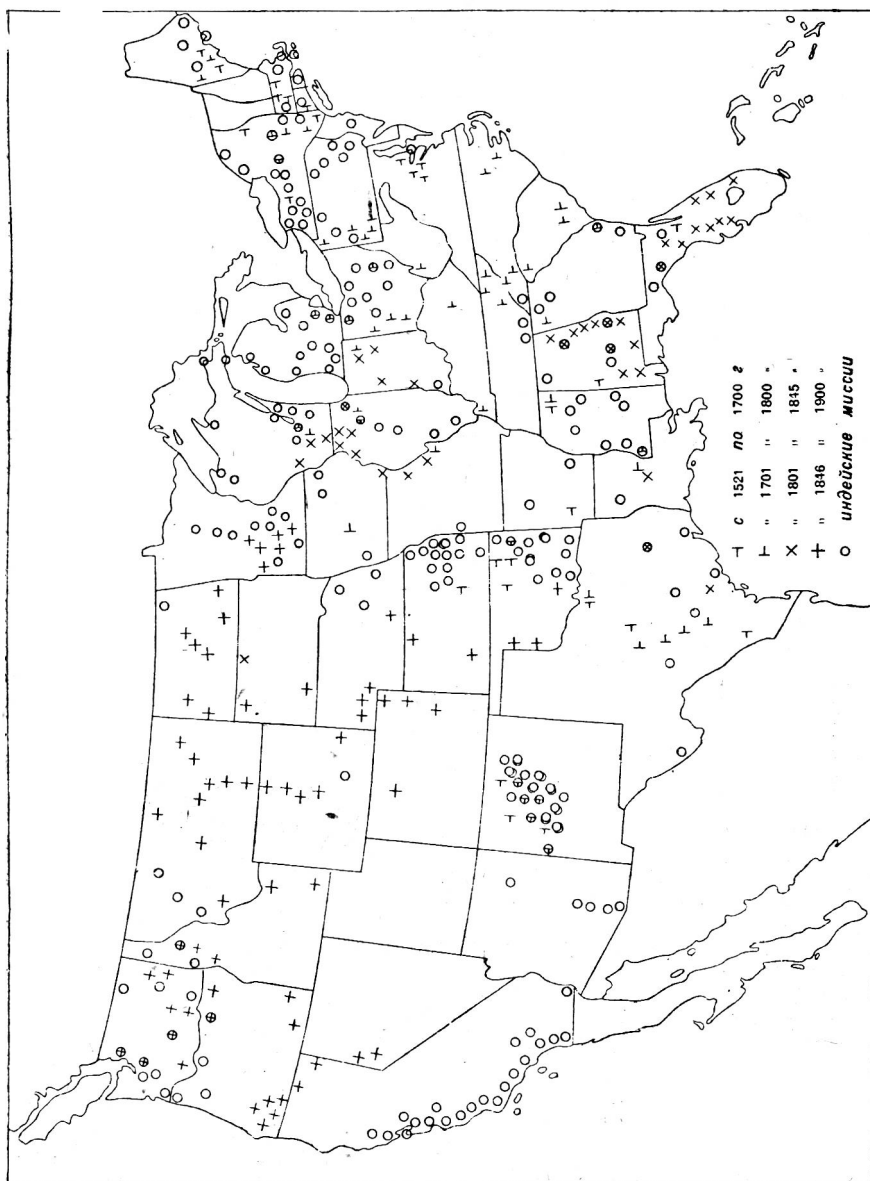 ⊤ с 1521 по 1700 г
⊥ " 1701 " 1800 "
× " 1801 " 1845 "
+ " 1846 " 1900 "
○ индейские миссии